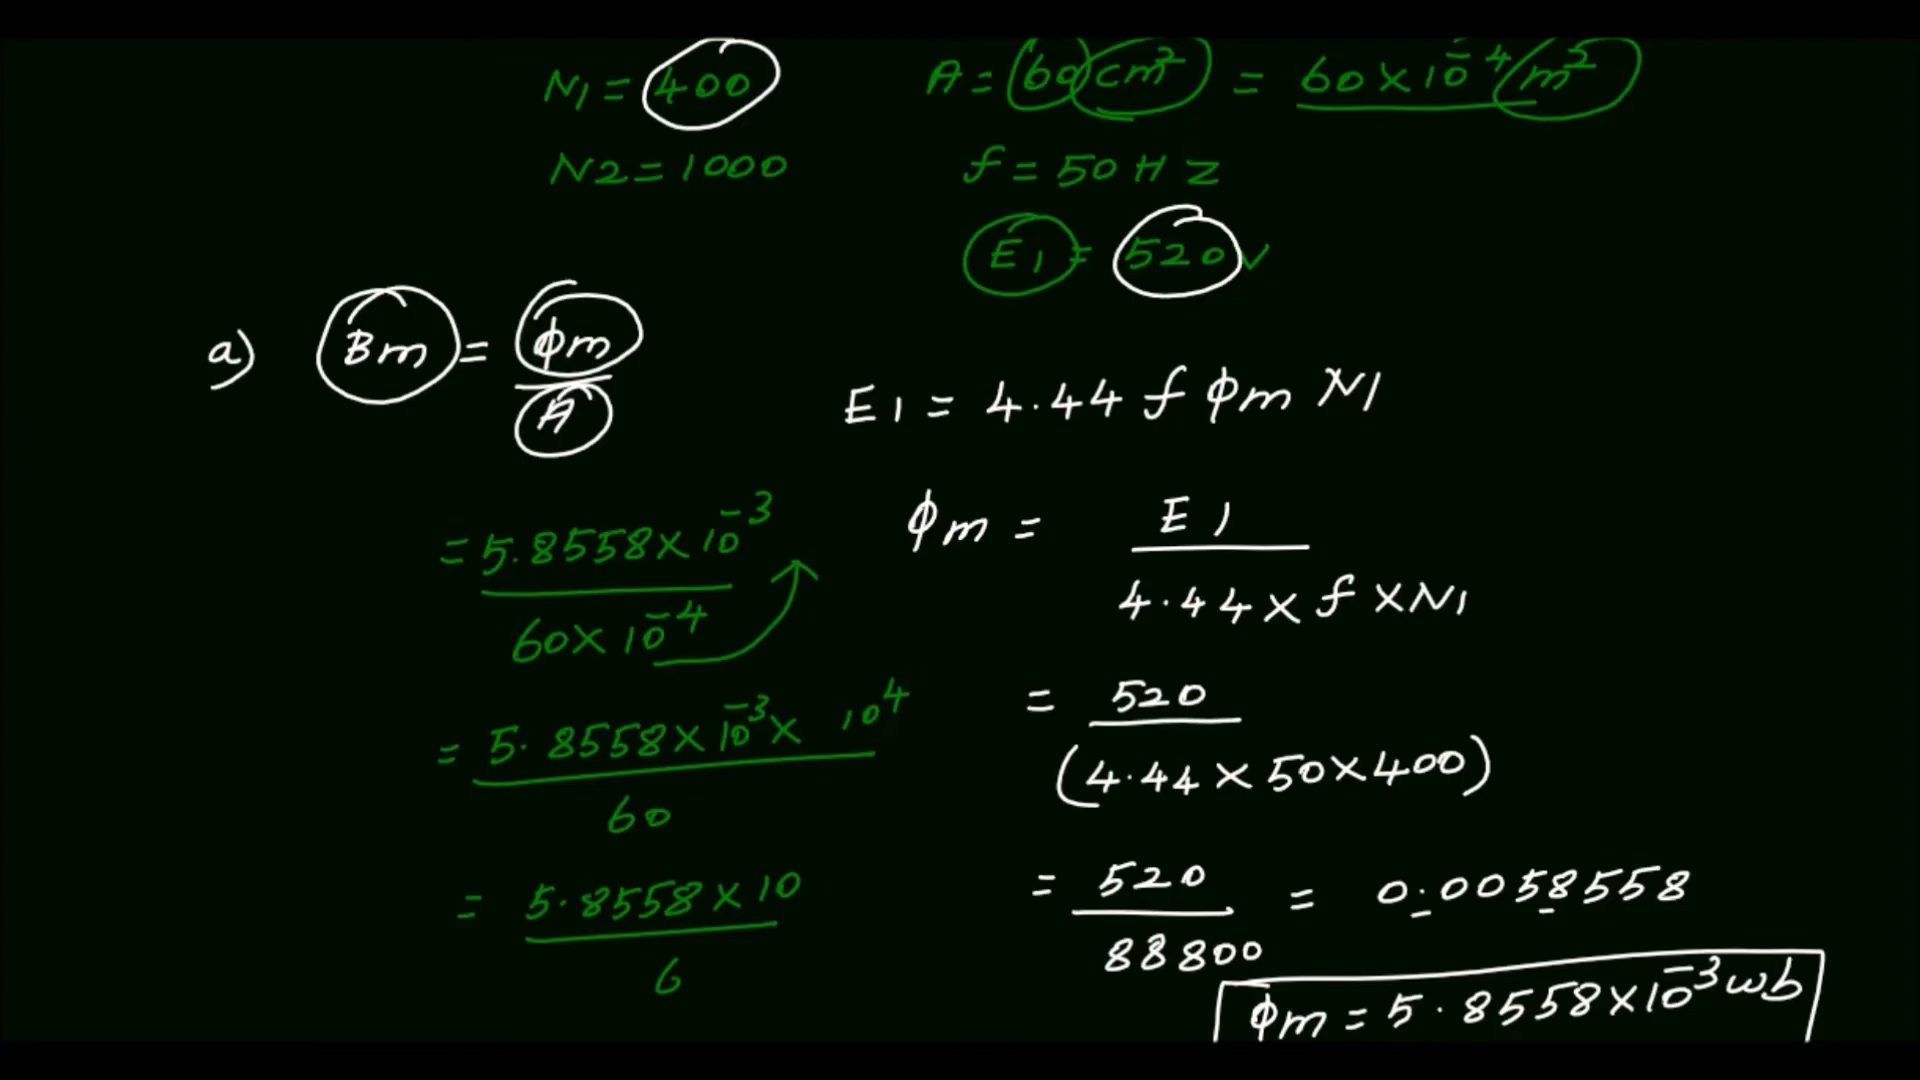 N1 = 400
N2 = 1000
A = 60 cm² = 60 × 10⁻⁴ m²
f = 50 Hz
E1 = 520 V
a) Bm = ϕm / A
= 5.8558 × 10⁻³ / 60 × 10⁻⁴
= 5.8558 × 10⁻³ × 10⁴ / 60
= 5.8558 × 10 / 6
E1 = 4.44 f ϕm N1
ϕm = E1 / 4.44 × f × N1
= 520 / (4.44 × 50 × 400)
= 520 / 88800 = 0.0058558
ϕm = 5.8558 × 10⁻³ wb